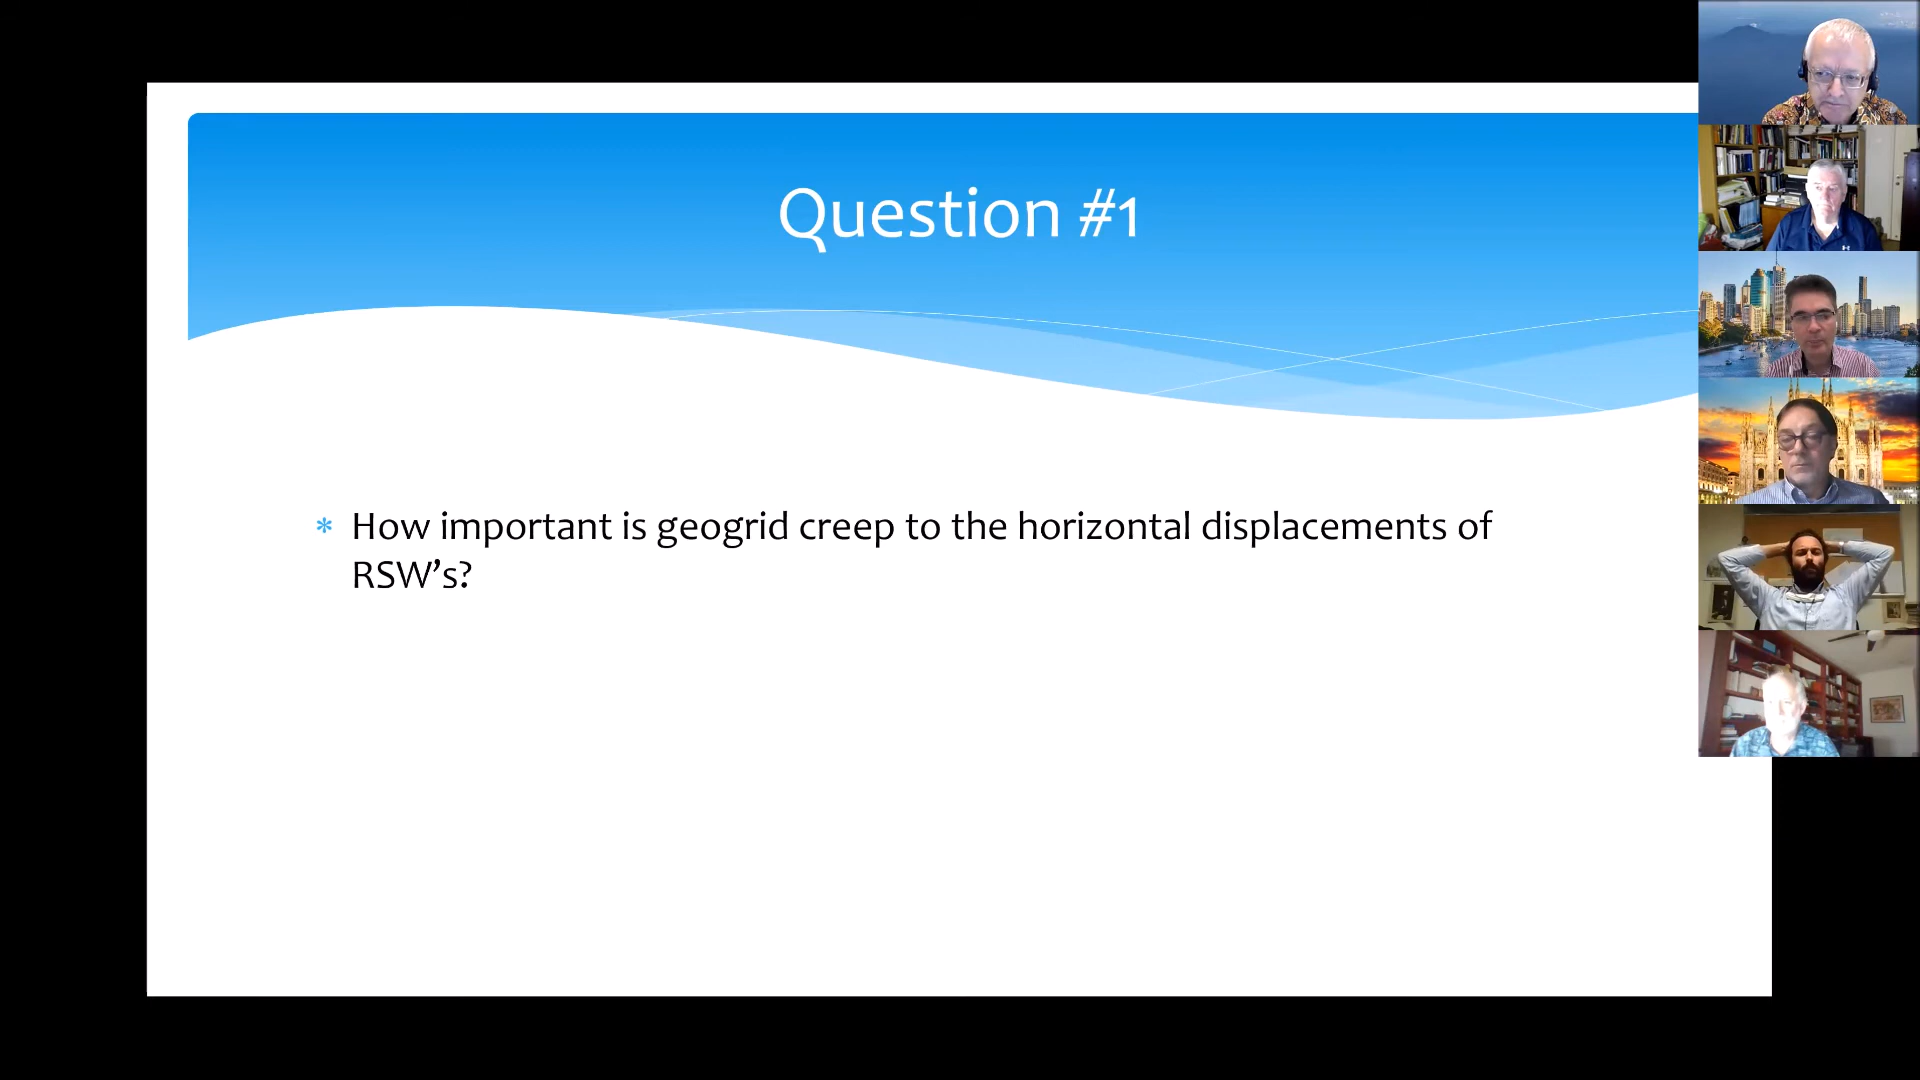 Question #1
* How important is geogrid creep to the horizontal displacements of
RSW’s?